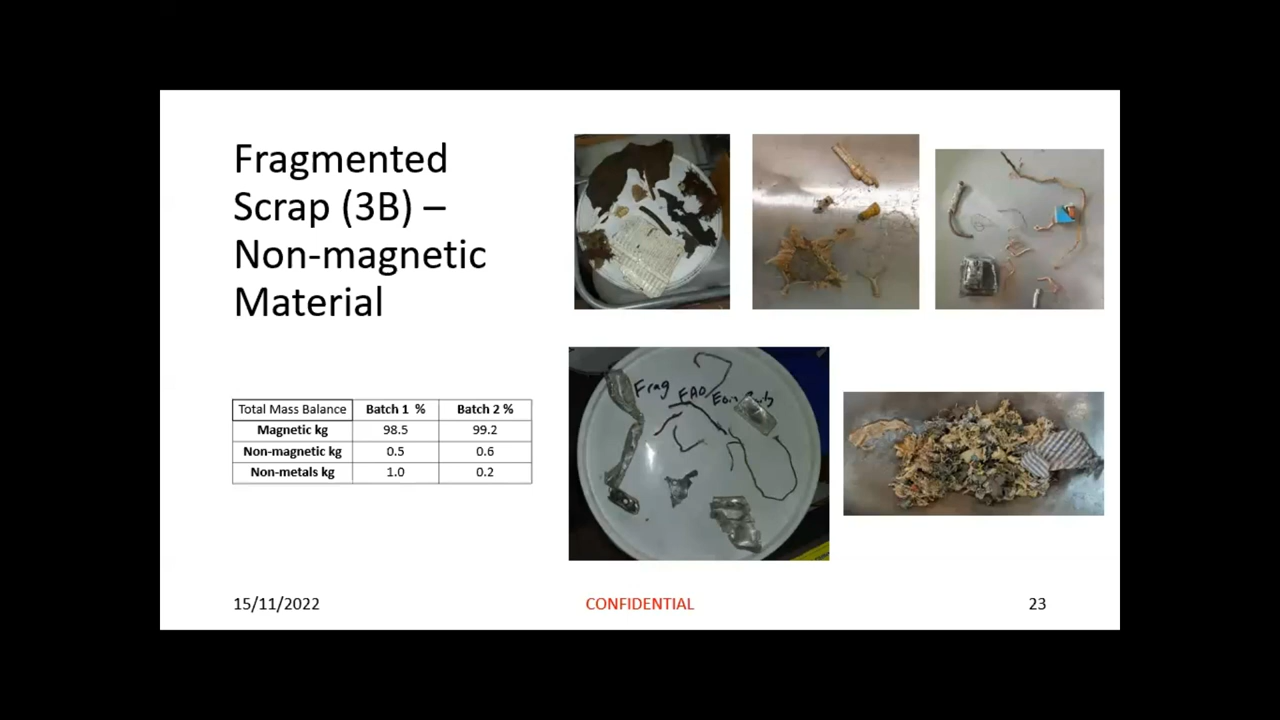 Fragmented
Scrap (3B) –
Non-magnetic
Material
Total Mass Balance Batch 1 % Batch 2 %
Magnetic kg 98.5 99.2
Non-magnetic kg 0.5 0.6
Non-metals kg 1.0 0.2
Frag
15/11/2022 CONFIDENTIAL 23